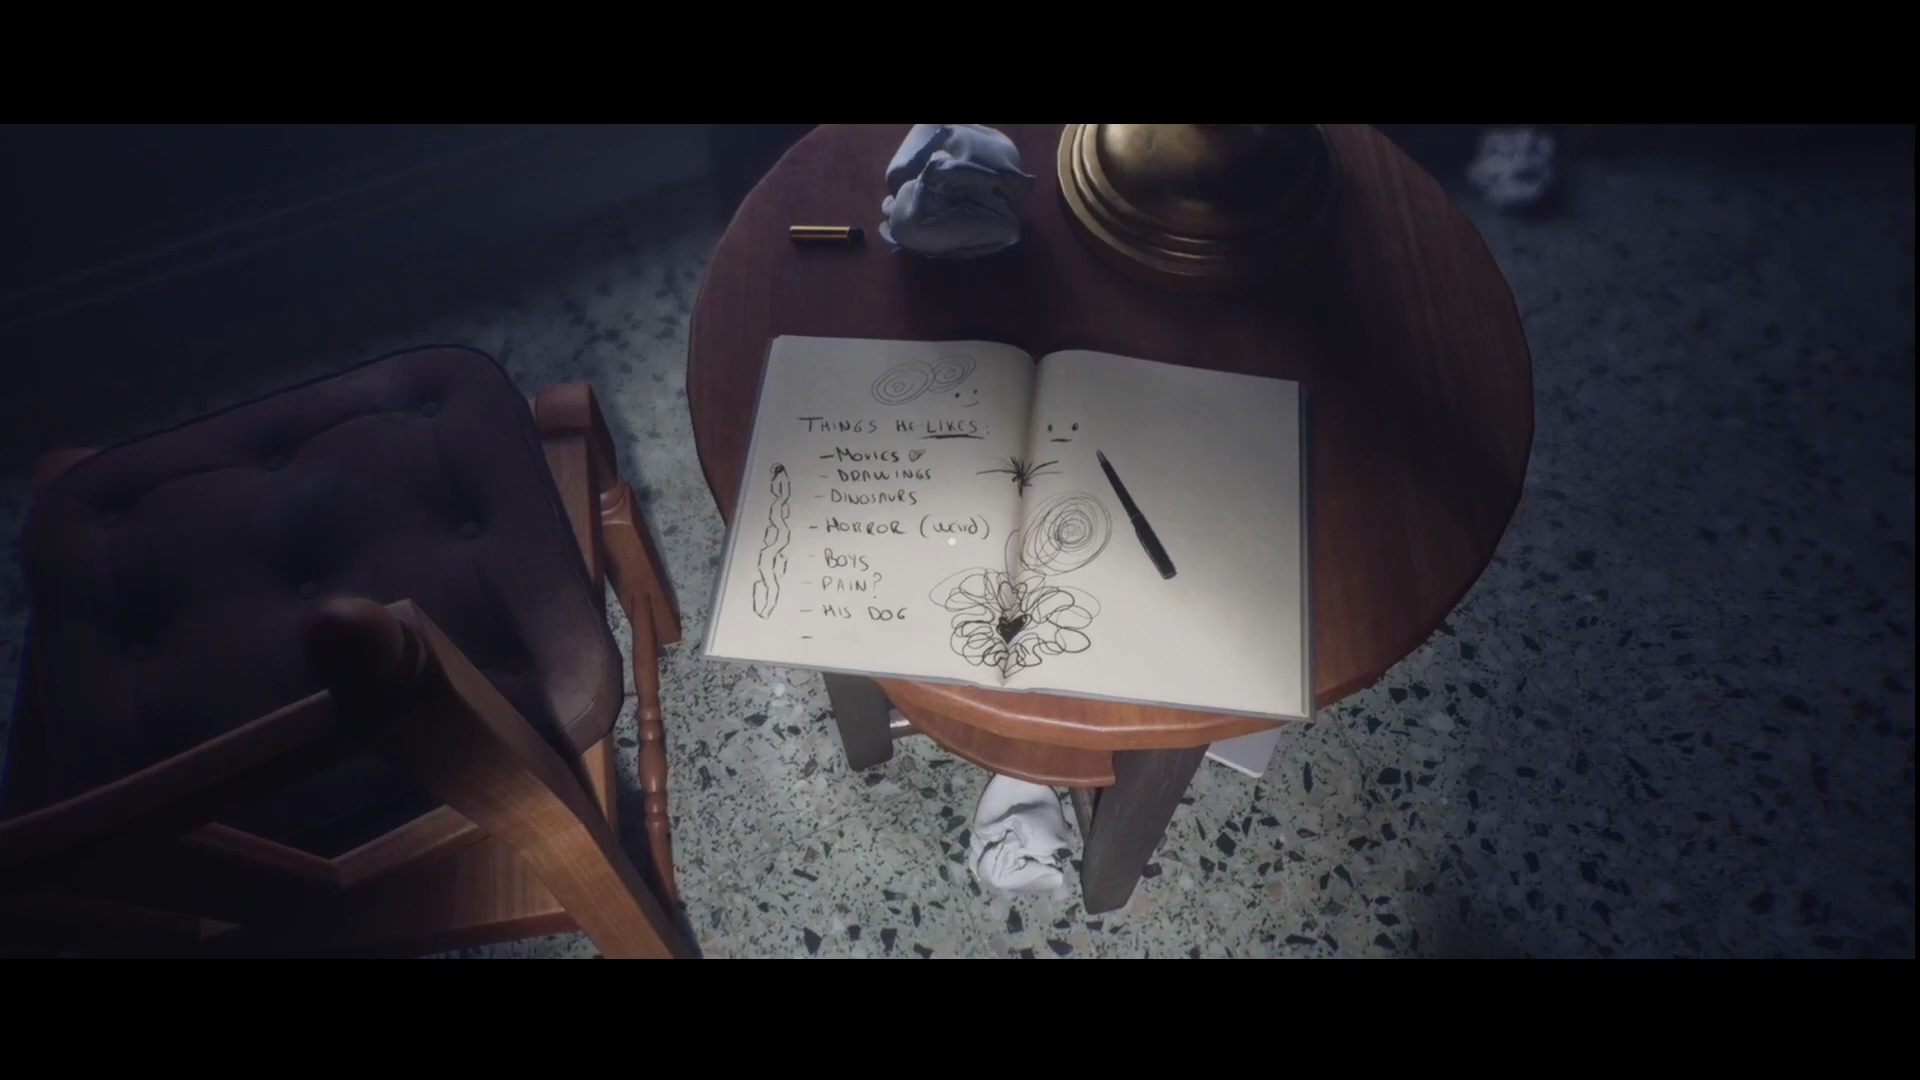 THINGS HE LIKES:
- MOVIES
- DRAWINGS
- DINOSAURS
- HORROR (weird)
- BOYS
- PAIN?
- HIS DOG
-